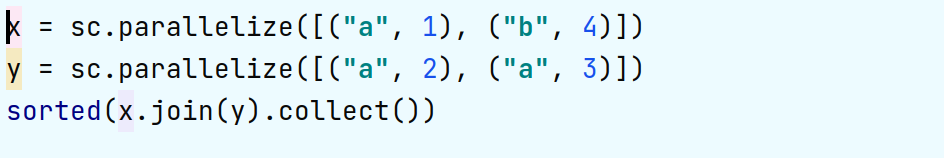 x = sc.parallelize([("a", 1), ("b", 4)])
y = sc.parallelize([("a", 2), ("a", 3)])
sorted(x.join(y).collect())